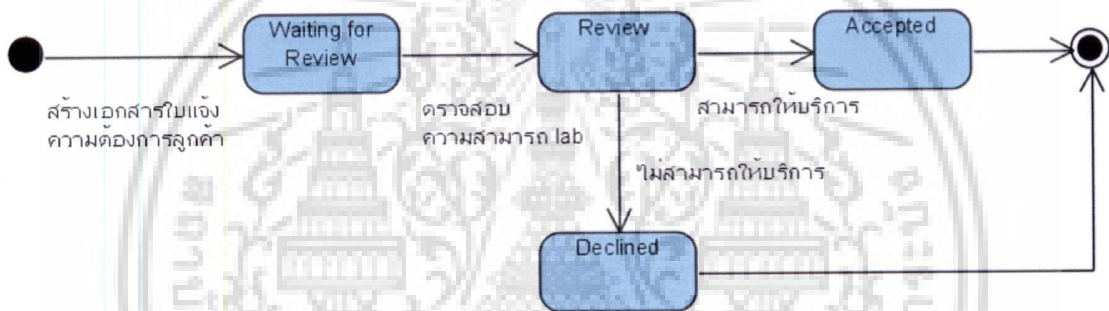 Waiting for
Review
Review
Accepted
สร้างเอกสารใบแจ้ง
ความต้องการลูกค้า
ตรวจสอบ
ความสามารถ lab
สามารถให้บริการ
ไม่สามารถให้บริการ
Declined